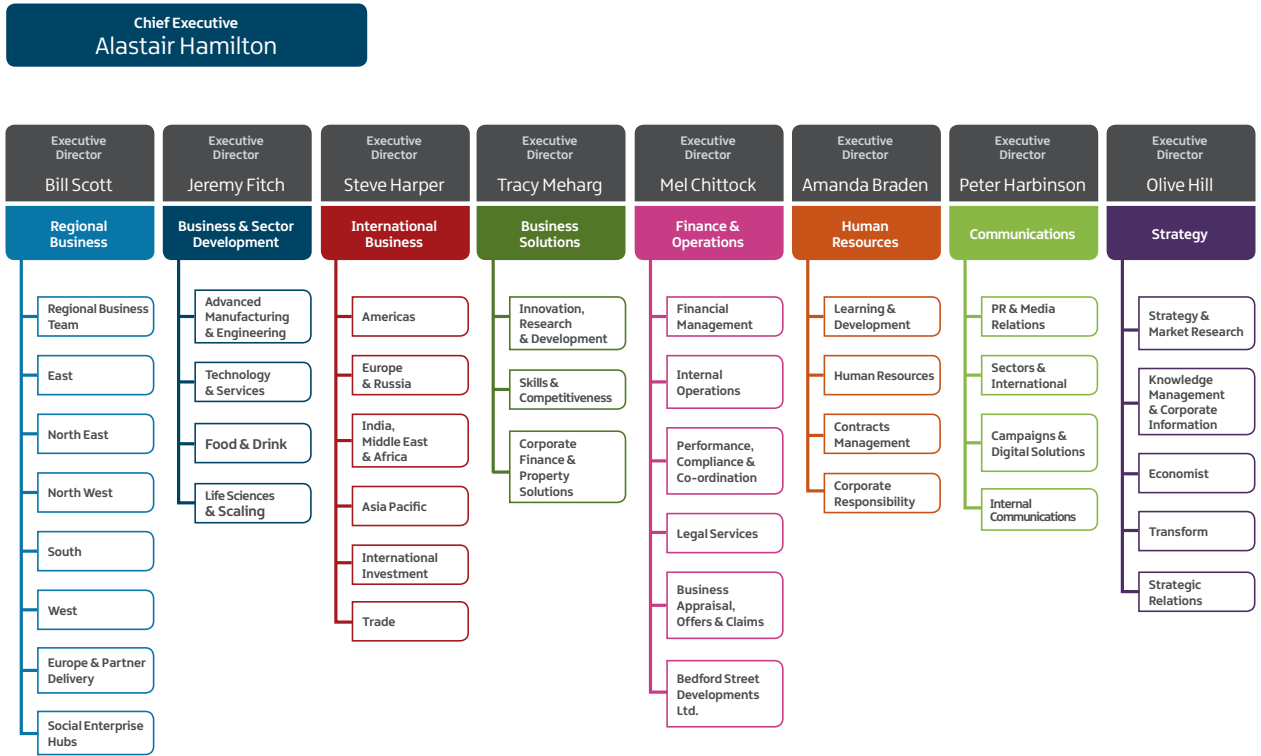 Chief Executive
Alastair Hamilton
Executive
Director
Bill Scott
Regional
Business
Regional Business
Team
East
North East
North West
South
West
Europe & Partner
Delivery
Social Enterprise
Hubs
Executive
Director
Jeremy Fitch
Business & Sector
Development
Advanced
Manufacturing
& Engineering
Technology
& Services
Food & Drink
Life Sciences
& Scaling
Executive
Director
Steve Harper
International
Business
Americas
Europe
& Russia
India,
Middle East
& Africa
Asia Pacific
International
Investment
Trade
Executive
Director
Tracy Meharg
Business
Solutions
Innovation,
Research
& Development
Skills &
Competitiveness
Corporate
Finance &
Property
Solutions
Executive
Director
Mel Chittock
Finance &
Operations
Financial
Management
Internal
Operations
Performance,
Compliance &
Co-ordination
Legal Services
Business
Appraisal,
Offers & Claims
Bedford Street
Developments
Ltd.
Executive
Director
Amanda Braden
Human
Resources
Learning &
Development
Human Resources
Contracts
Management
Corporate
Responsibility
Executive
Director
Peter Harbinson
Communications
PR & Media
Relations
Sectors &
International
Campaigns &
Digital Solutions
Internal
Communications
Executive
Director
Olive Hill
Strategy
Strategy &
Market Research
Knowledge
Management
& Corporate
Information
Economist
Transform
Strategic
Relations